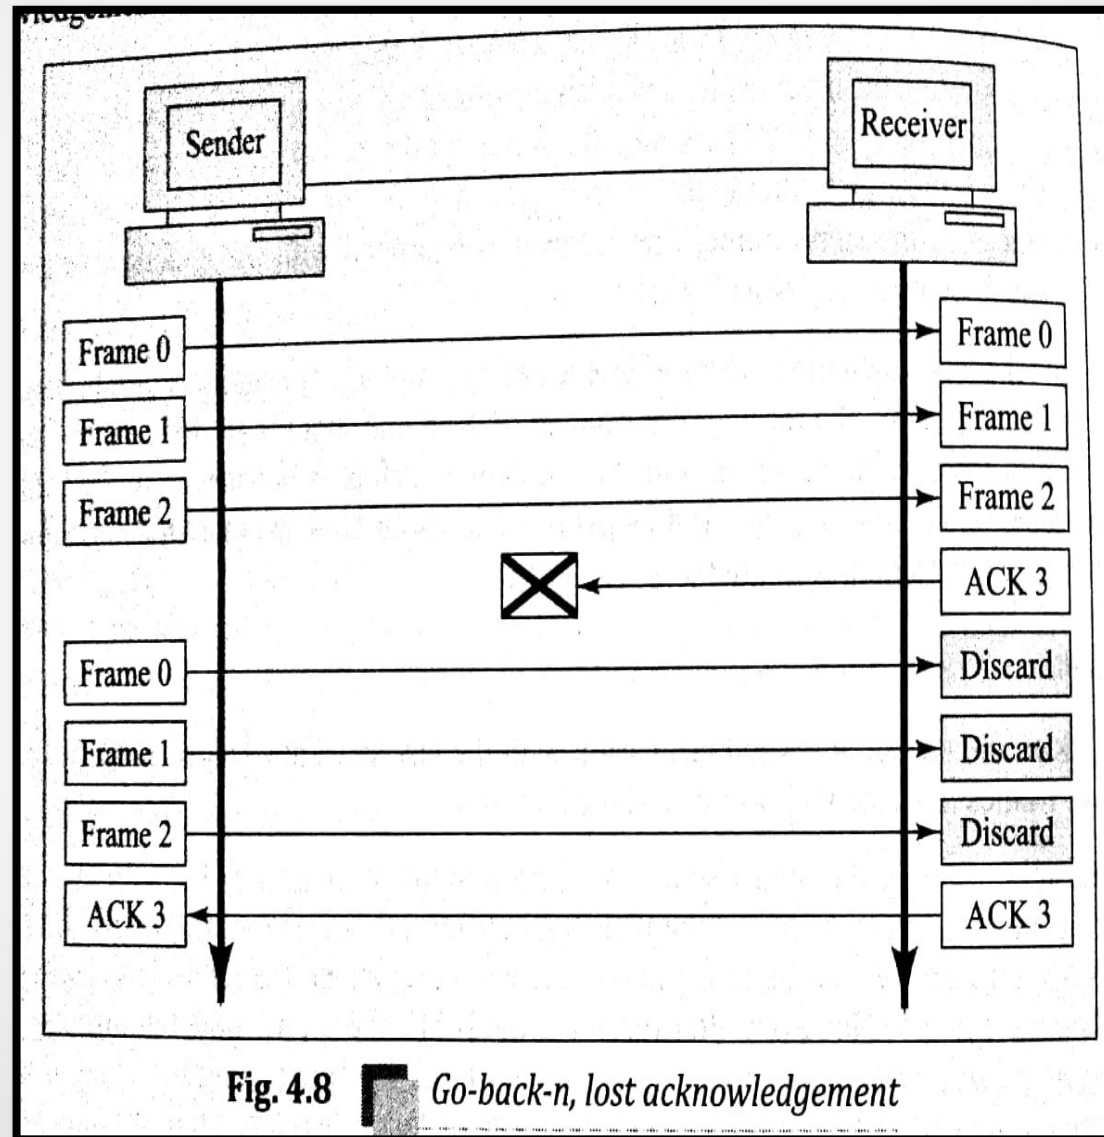 Sender
Receiver
Frame 0
Frame 0
Frame 1
Frame 1
Frame 2
Frame 2
ACK 3
Frame 0
Discard
Frame 1
Discard
Frame 2
Discard
ACK 3
ACK 3
Fig. 4.8 Go-back-n, lost acknowledgement